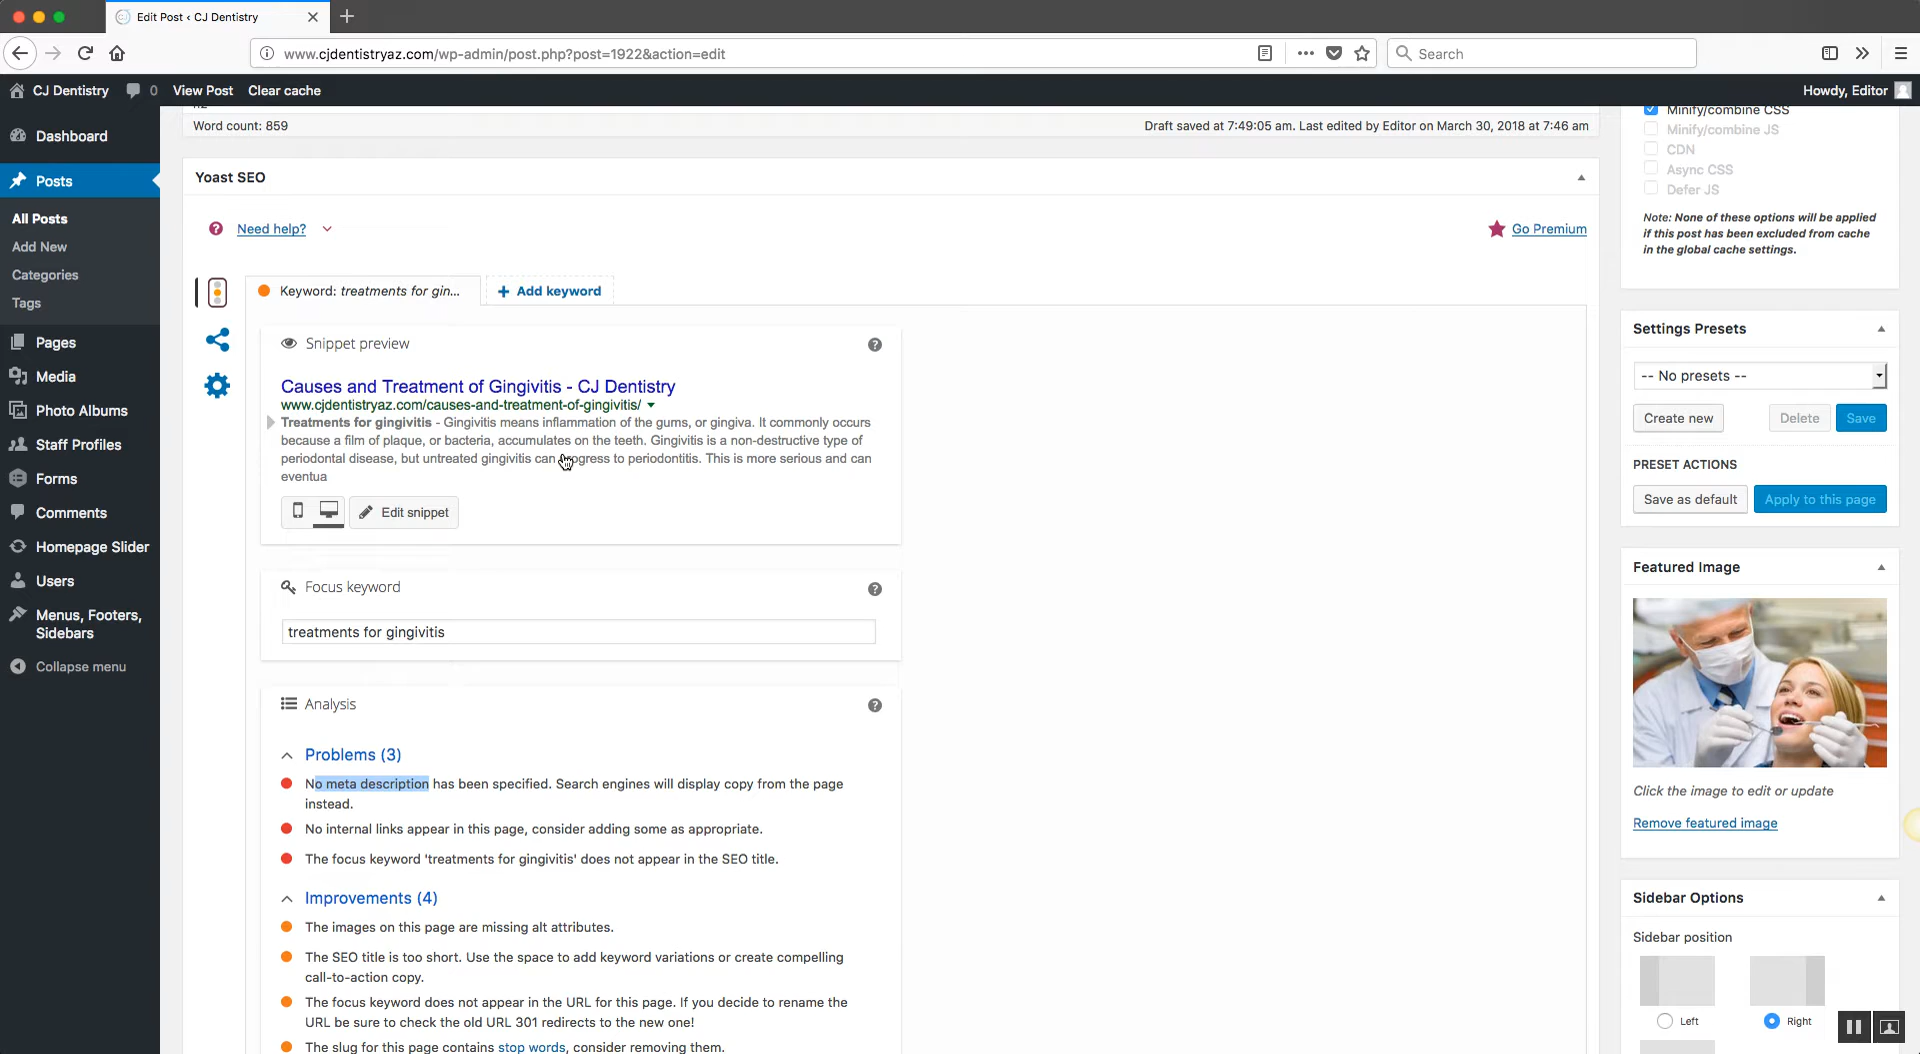 Edit Post ‹ CJ Dentistry
www.cjdentistryaz.com/wp-admin/post.php?post=1922&action=edit
Search
CJ Dentistry
0
View Post
Clear cache
Howdy, Editor
Dashboard
Posts
All Posts
Add New
Categories
Tags
Pages
Media
Photo Albums
Staff Profiles
Forms
Comments
Homepage Slider
Users
Menus, Footers,
Sidebars
Collapse menu
Word count: 859
Draft saved at 7:49:05 am. Last edited by Editor on March 30, 2018 at 7:46 am
Yoast SEO
Need help?
Go Premium
Keyword: treatments for gin...
+ Add keyword
Snippet preview
Causes and Treatment of Gingivitis - CJ Dentistry
www.cjdentistryaz.com/causes-and-treatment-of-gingivitis/
Treatments for gingivitis - Gingivitis means inflammation of the gums, or gingiva. It commonly occurs
because a film of plaque, or bacteria, accumulates on the teeth. Gingivitis is a non-destructive type of
periodontal disease, but untreated gingivitis can progress to periodontitis. This is more serious and can
eventua
Edit snippet
Focus keyword
treatments for gingivitis
Analysis
Problems (3)
No meta description has been specified. Search engines will display copy from the page
instead.
No internal links appear in this page, consider adding some as appropriate.
The focus keyword 'treatments for gingivitis' does not appear in the SEO title.
Improvements (4)
The images on this page are missing alt attributes.
The SEO title is too short. Use the space to add keyword variations or create compelling
call-to-action copy.
The focus keyword does not appear in the URL for this page. If you decide to rename the
URL be sure to check the old URL 301 redirects to the new one!
The slug for this page contains stop words, consider removing them.
Minify/combine CSS
Minify/combine JS
CDN
Async CSS
Defer JS
Note: None of these options will be applied
if this post has been excluded from cache
in the global cache settings.
Settings Presets
-- No presets --
Create new
Delete
Save
PRESET ACTIONS
Save as default
Apply to this page
Featured Image
Click the image to edit or update
Remove featured image
Sidebar Options
Sidebar position
Left
Right